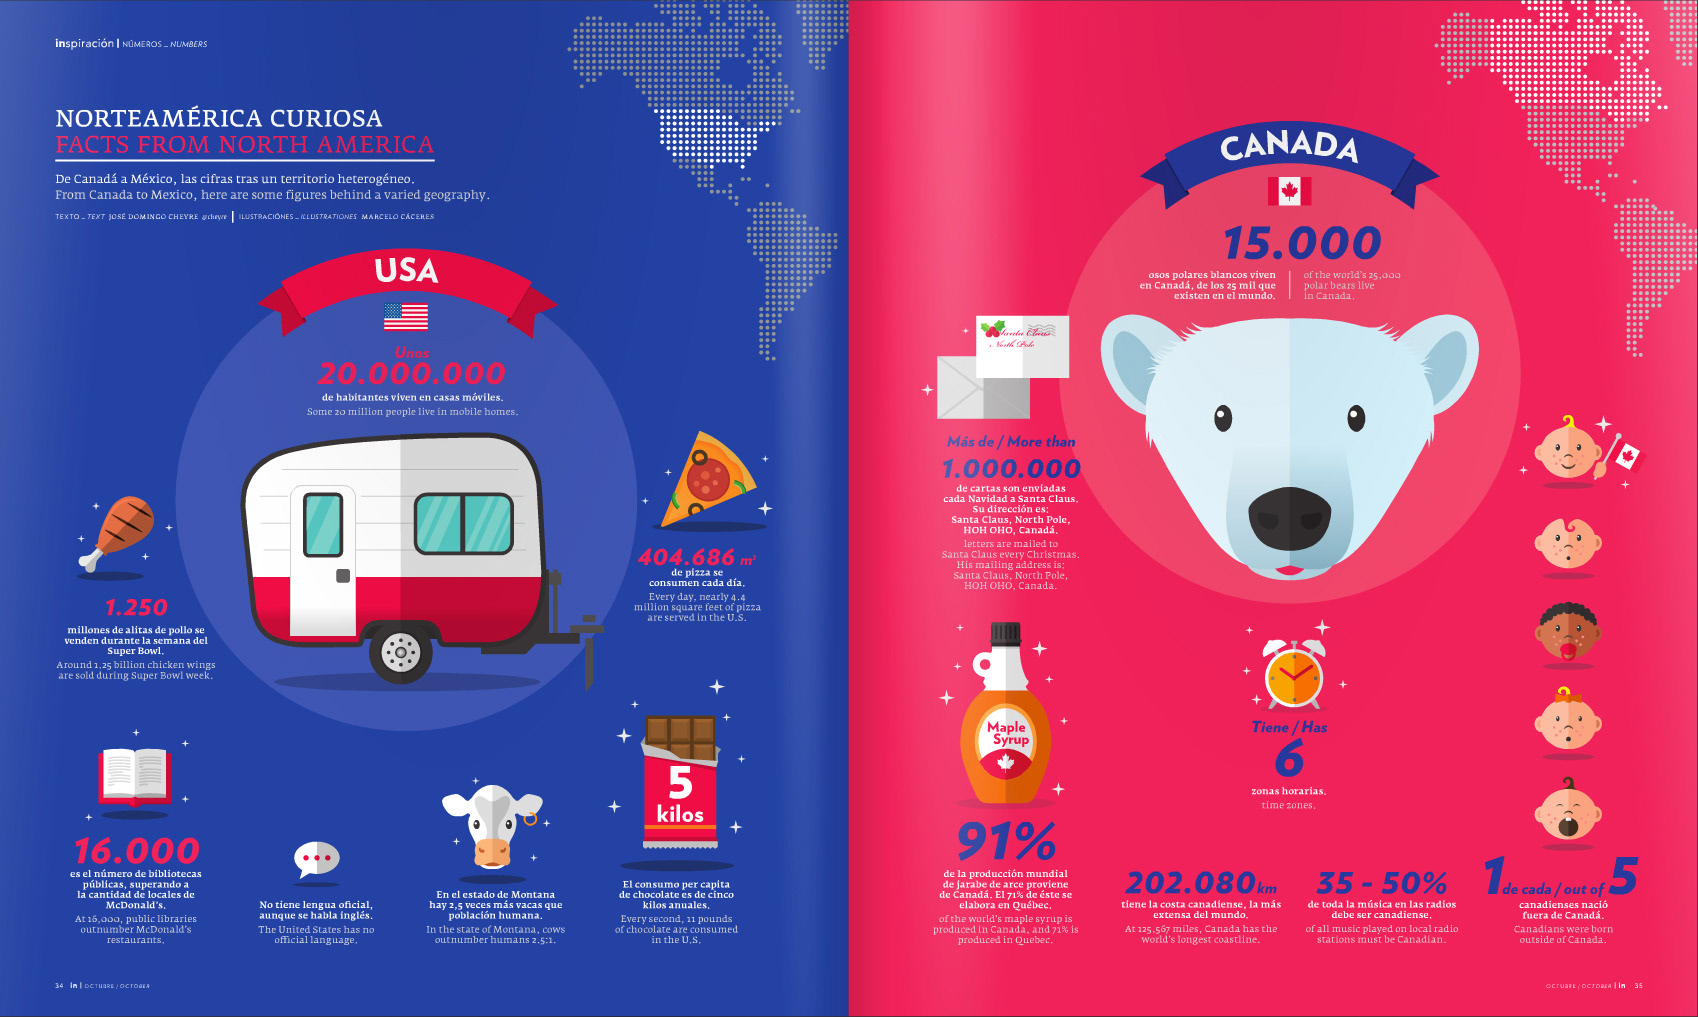 inspiración | NÚMEROS _ NUMBERS
NORTEAMÉRICA CURIOSA
FACTS FROM NORTH AMERICA
De Canadá a México, las cifras tras un territorio heterogéneo.
From Canada to Mexico, here are some figures behind a varied geography.
TEXTO _ TEXT JOSÉ DOMINGO CHEYRE @cheyre | ILUSTRACIÓNES _ ILLUSTRATIONES MARCELO CÁCERES
USA
Unos
20.000.000
de habitantes viven en casas móviles.
Some 20 million people live in mobile homes.
1.250
millones de alitas de pollo se
venden durante la semana del
Super Bowl.
Around 1,25 billion chicken wings
are sold during Super Bowl week.
404.686 m²
de pizza se
consumen cada día.
Every day, nearly 4.4
million square feet of pizza
are served in the U.S.
16.000
es el número de bibliotecas
públicas, superando a
la cantidad de locales de
McDonald's.
At 16,000, public libraries
outnumber McDonald's
restaurants.
No tiene lengua oficial,
aunque se habla inglés.
The United States has no
official language.
En el estado de Montana
hay 2,5 veces más vacas que
población humana.
In the state of Montana, cows
outnumber humans 2.5:1.
5
kilos
El consumo per capita
de chocolate es de cinco
kilos anuales.
Every second, 11 pounds
of chocolate are consumed
in the U.S.
34 in | OCTUBRE / OCTOBER
CANADA
15.000
osos polares blancos viven
en Canadá, de los 25 mil que
existen en el mundo.
of the world's 25,000
polar bears live
in Canada.
Santa Claus
North Pole
Más de / More than
1.000.000
de cartas son enviadas
cada Navidad a Santa Claus.
Su dirección es:
Santa Claus, North Pole,
HOH OHO, Canadá.
letters are mailed to
Santa Claus every Christmas.
His mailing address is:
Santa Claus, North Pole,
HOH OHO, Canada.
Maple
Syrup
91%
de la producción mundial
de jarabe de arce proviene
de Canadá. El 71% de éste se
elabora en Québec.
of the world's maple syrup is
produced in Canada, and 71% is
produced in Quebec.
Tiene / Has
6
zonas horarias.
time zones.
202.080 km
tiene la costa canadiense, la más
extensa del mundo.
At 125,567 miles, Canada has the
world's longest coastline.
35 - 50%
de toda la música en las radios
debe ser canadiense.
of all music played on local radio
stations must be Canadian.
1 de cada / out of 5
canadienses nació
fuera de Canadá.
Canadians were born
outside of Canada.
OCTUBRE / OCTOBER | in 35